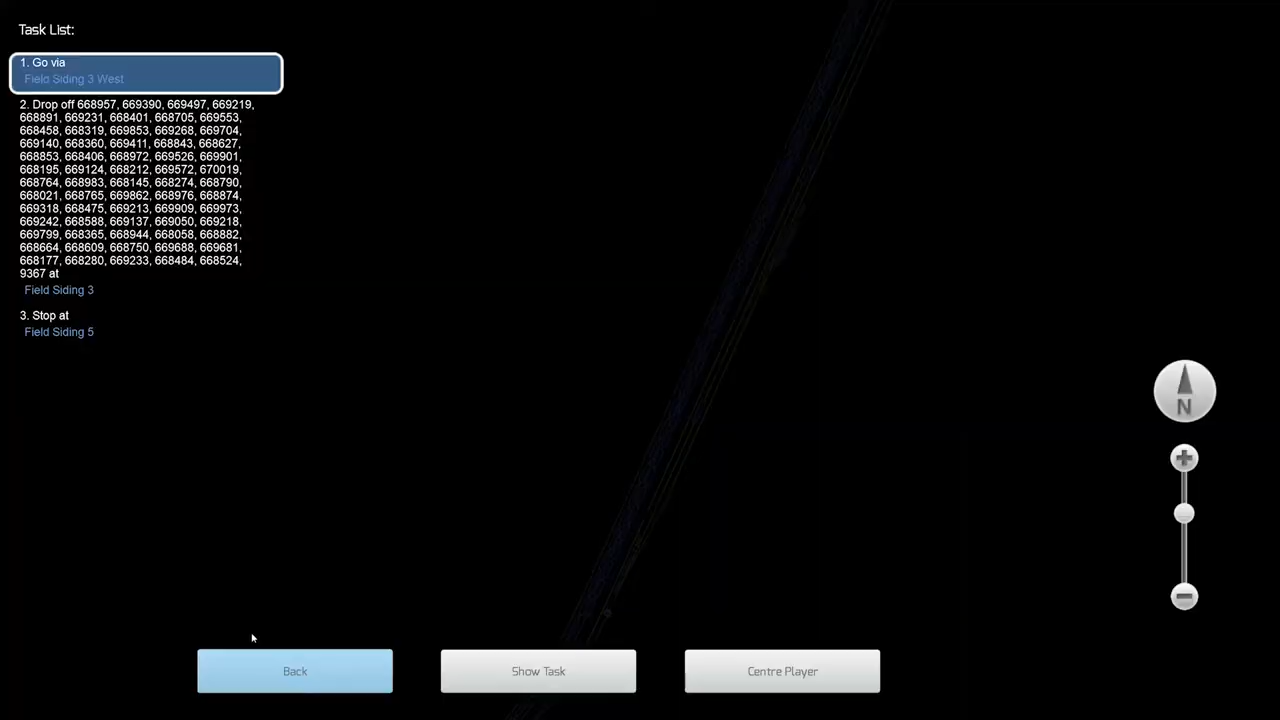 Task List:
1. Go via
Field Siding 3 West
2. Drop off 668957, 669390, 669497, 669219,
668891, 669231, 668401, 668705, 669553,
668458, 668319, 669853, 669268, 669704,
669140, 668360, 669411, 668843, 668627,
668853, 668406, 668972, 669526, 669901,
668195, 669124, 668212, 669572, 670019,
668764, 668983, 668145, 668274, 668790,
668021, 668765, 669862, 668976, 668874,
669318, 668475, 669213, 669909, 669973,
669242, 668588, 669137, 669050, 669218,
669799, 668365, 668944, 668058, 668882,
668664, 668609, 668750, 669688, 669681,
668177, 668280, 669233, 668484, 668524,
9367 at
Field Siding 3
3. Stop at
Field Siding 5
N
Back
Show Task
Centre Player